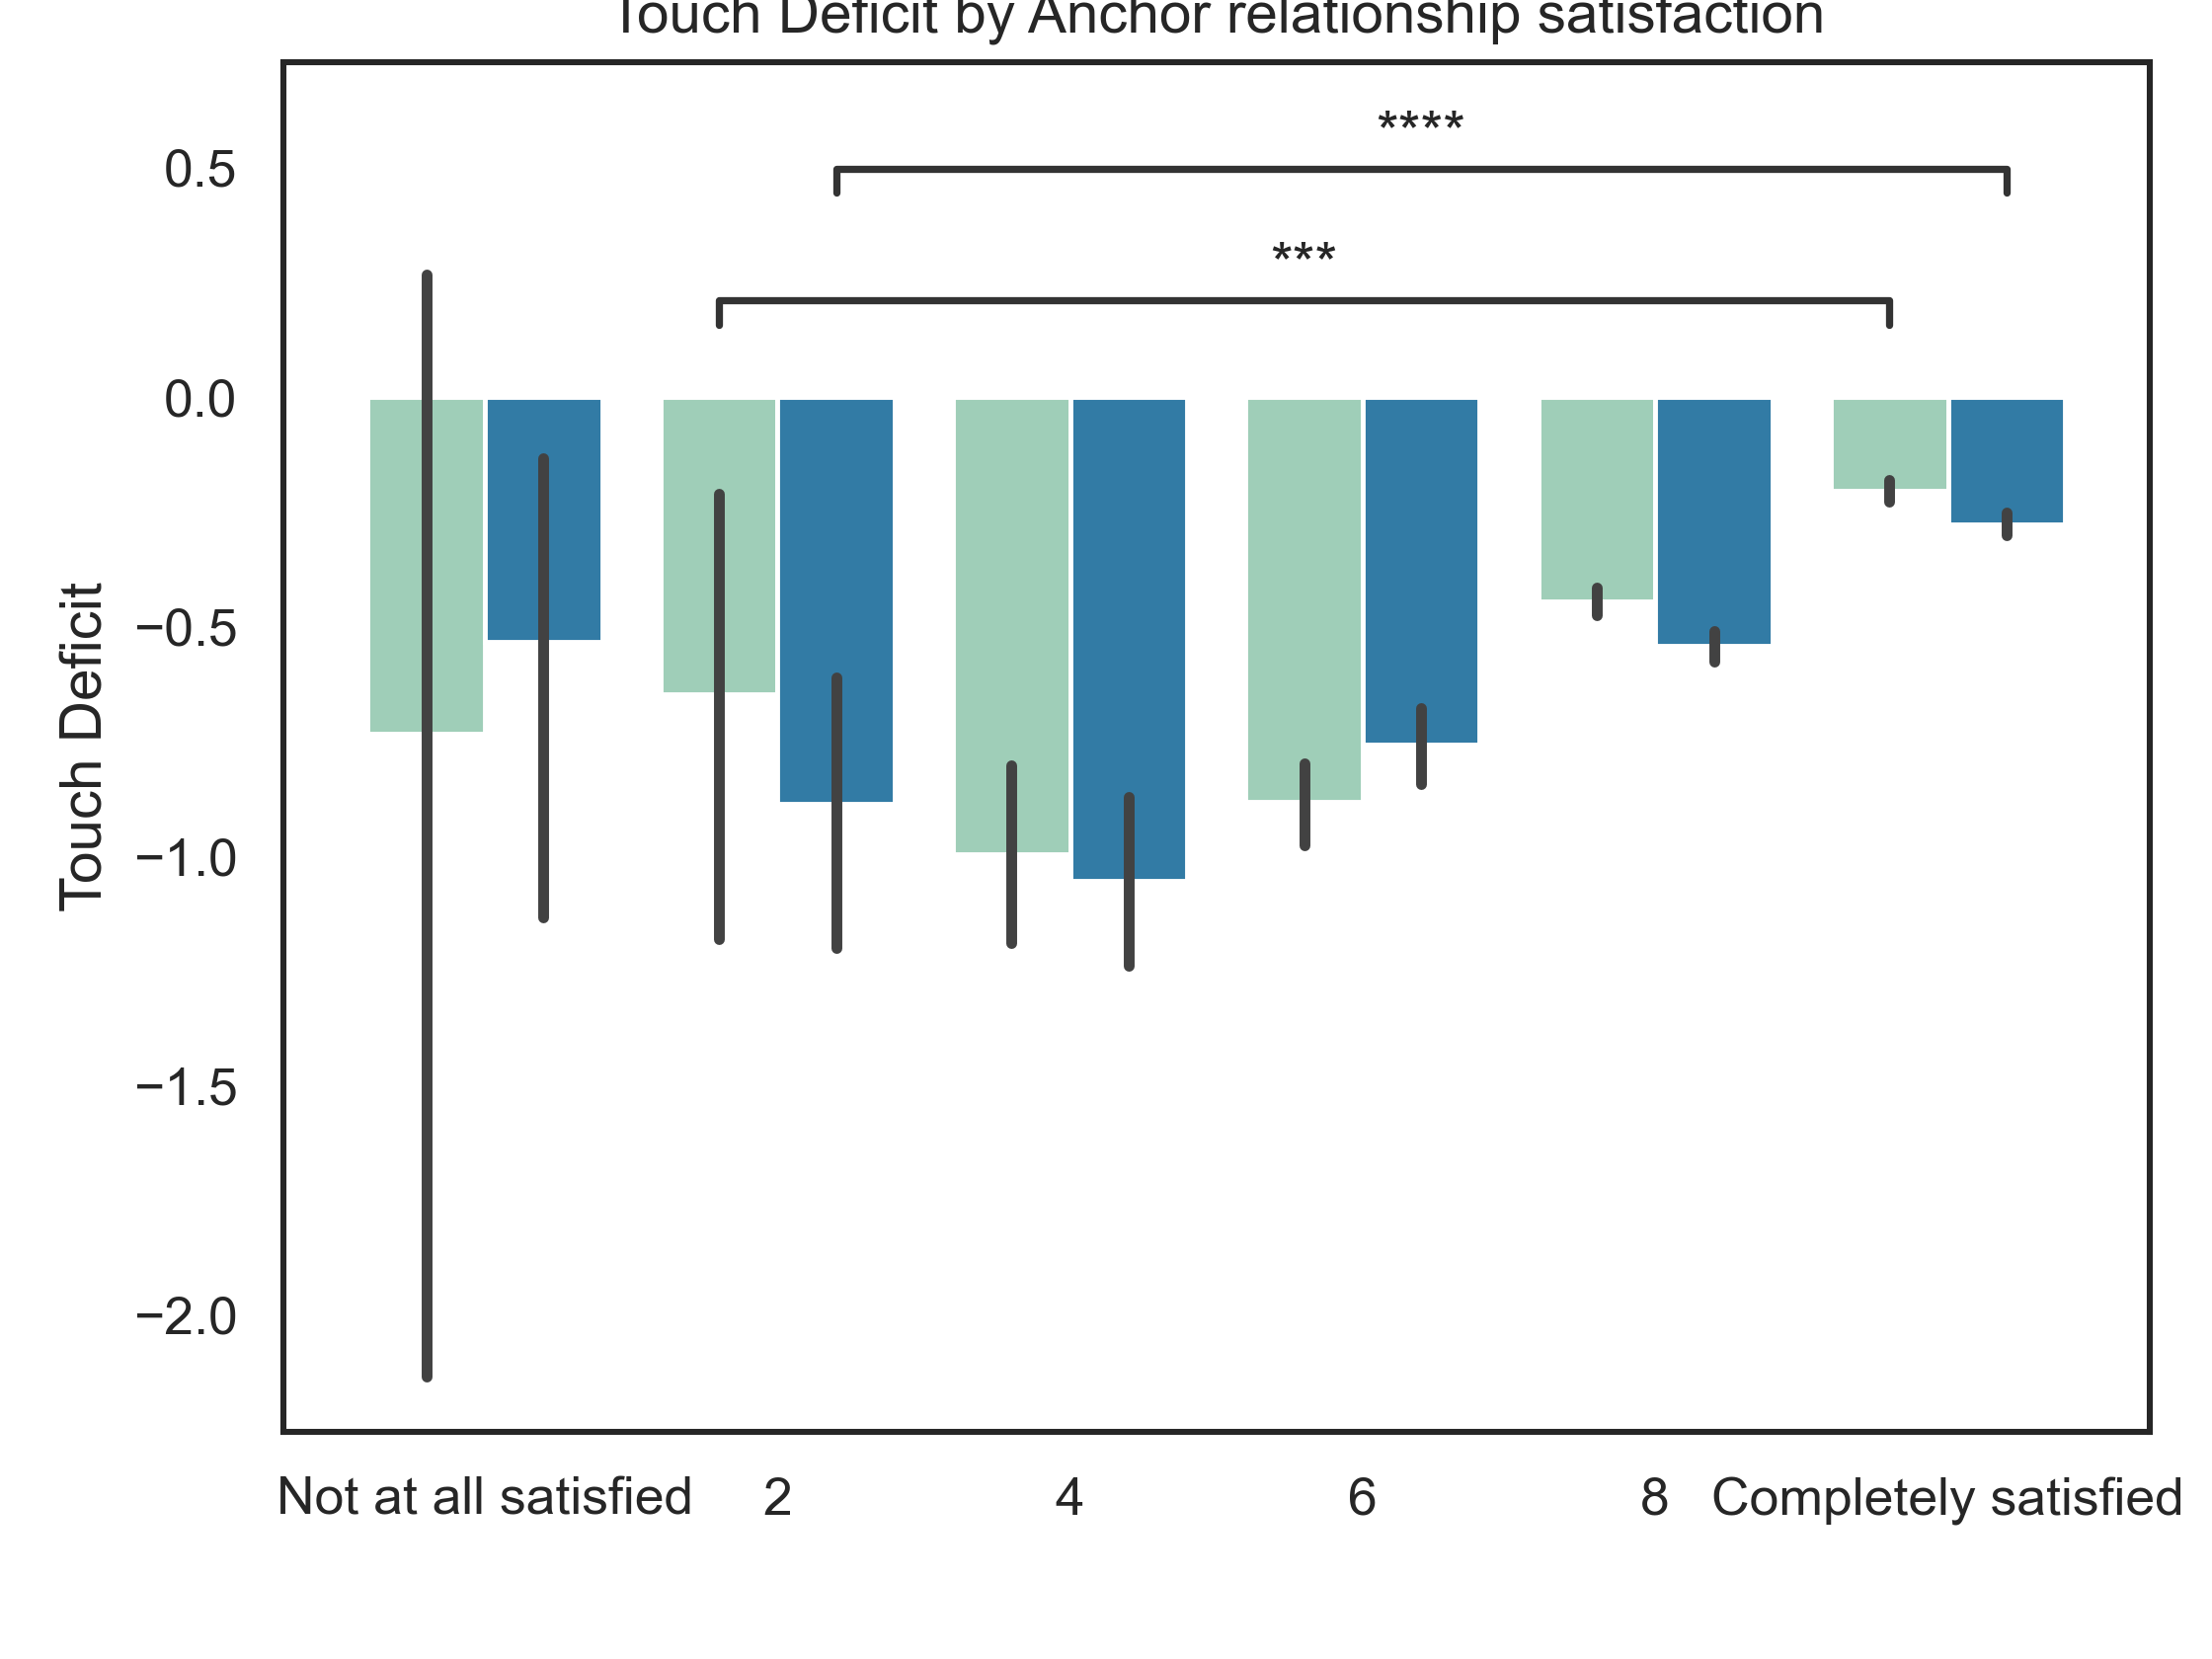 Touch Deficit by Anchor relationship satisfaction
****
0.5
***
0.0
−0.5
Touch Deficit
−1.0
−1.5
−2.0
Not at all satisfied 2 4 6 8 Completely satisfied